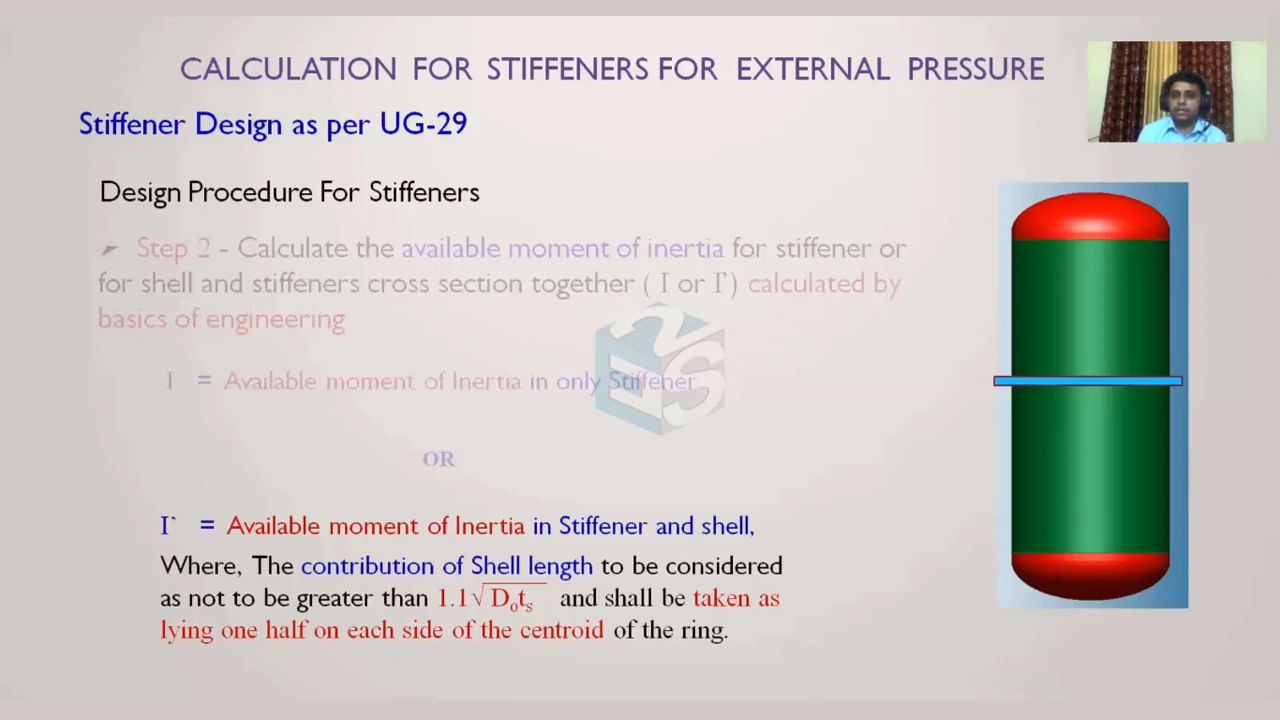 CALCULATION FOR STIFFENERS FOR EXTERNAL PRESSURE
Stiffener Design as per UG-29
Design Procedure For Stiffeners
Step 2 - Calculate the available moment of inertia for stiffener or
for shell and stiffeners cross section together ( I or I') calculated by
basics of engineering
I = Available moment of Inertia in only Stiffener
OR
I' = Available moment of Inertia in Stiffener and shell,
Where, The contribution of Shell length to be considered
as not to be greater than 1.1√Dₒtₛ and shall be taken as
lying one half on each side of the centroid of the ring.
2
ES